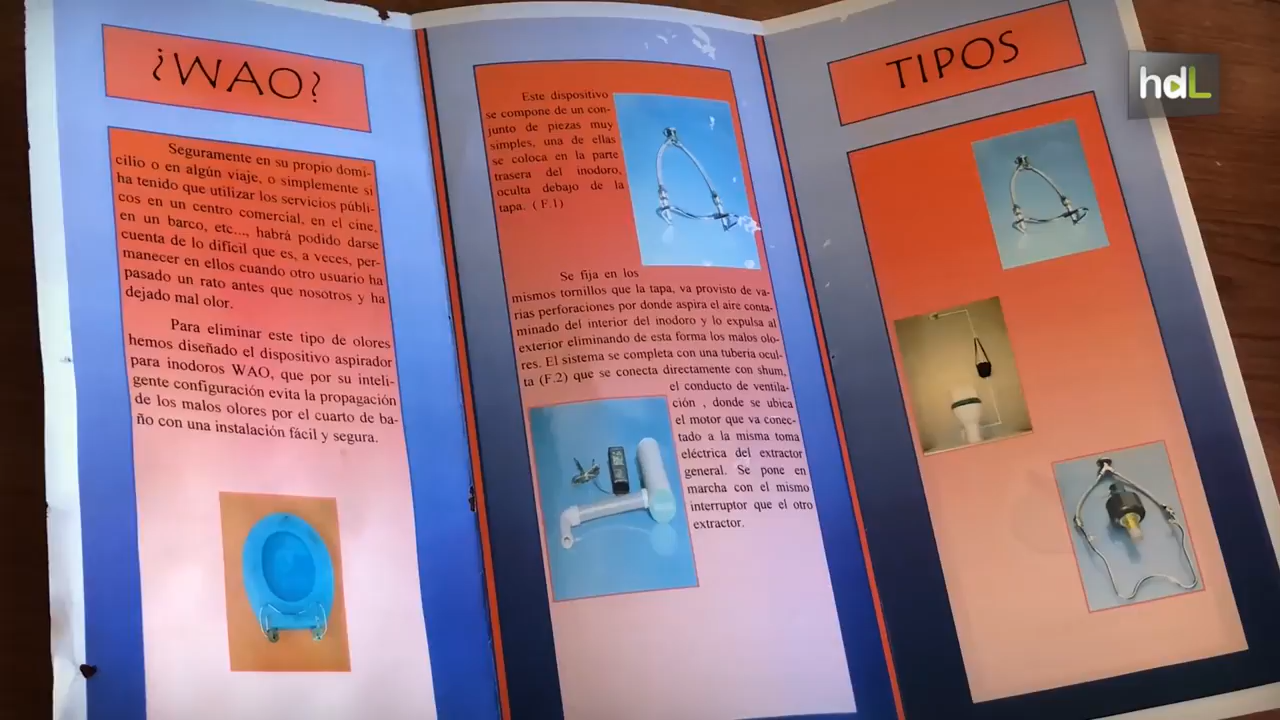 ¿WAO?
Seguramente en su propio domi-
cilio o en algún viaje, o simplemente si
ha tenido que utilizar los servicios públi-
cos en un centro comercial, en el cine,
en un barco, etc..., habrá podido darse
cuenta de lo difícil que es, a veces, per-
manecer en ellos cuando otro usuario ha
pasado un rato antes que nosotros y ha
dejado mal olor.
Para eliminar este tipo de olores
hemos diseñado el dispositivo aspirador
para inodoros WAO, que por su inteli-
gente configuración evita la propagación
de los malos olores por el cuarto de ba-
ño con una instalación fácil y segura.
Este dispositivo
se compone de un con-
junto de piezas muy
simples, una de ellas
se coloca en la parte
trasera del inodoro,
oculta debajo de la
tapa. ( F.1)
Se fija en los
mismos tornillos que la tapa, va provisto de va-
rias perforaciones por donde aspira el aire conta-
minado del interior del inodoro y lo expulsa al
exterior eliminando de esta forma los malos olo-
res. El sistema se completa con una tubería ocul-
ta (F.2) que se conecta directamente con shum,
el conducto de ventila-
ción , donde se ubica
el motor que va conec-
tado a la misma toma
eléctrica del extractor
general. Se pone en
marcha con el mismo
interruptor que el otro
extractor.
TIPOS
hdL